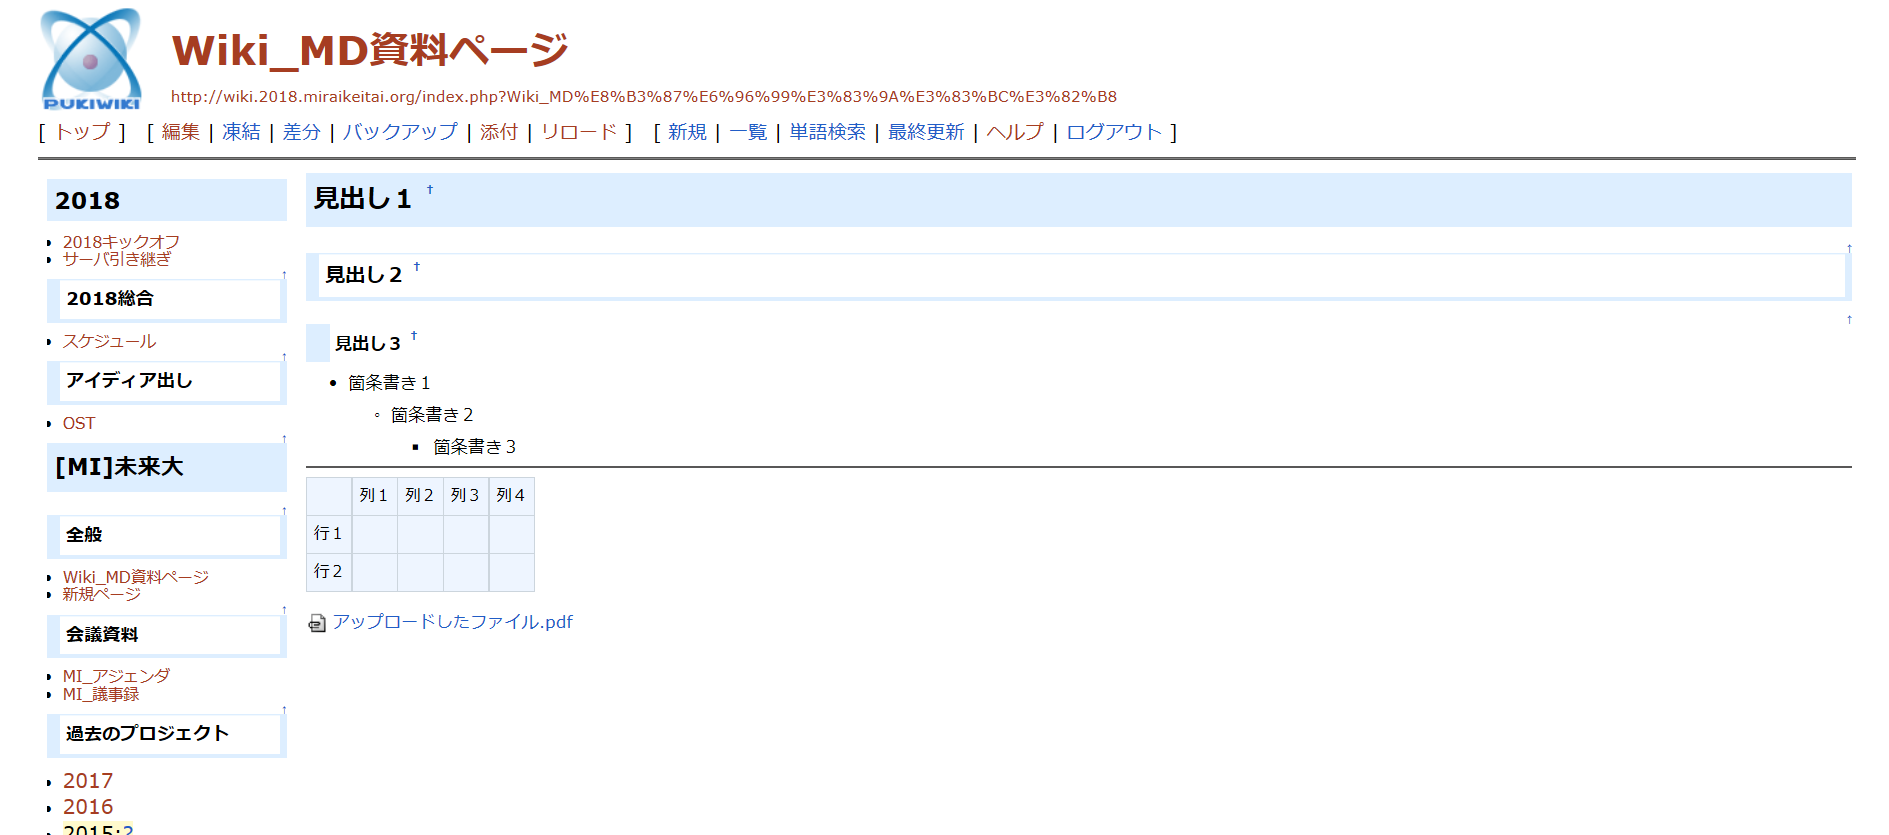 PUKIWIKI
Wiki_MD資料ページ
http://wiki.2018.miraikeitai.org/index.php?Wiki_MD%E8%B3%87%E6%96%99%E3%83%9A%E3%83%BC%E3%82%B8
[ トップ ] [ 編集 | 凍結 | 差分 | バックアップ | 添付 | リロード ] [ 新規 | 一覧 | 単語検索 | 最終更新 | ヘルプ | ログアウト ]
2018
2018キックオフ
サーバ引き継ぎ
↑
2018総合
スケジュール
↑
アイディア出し
OST
↑
[MI]未来大
↑
全般
Wiki_MD資料ページ
新規ページ
↑
会議資料
MI_アジェンダ
MI_議事録
↑
過去のプロジェクト
2017
2016
2015:?
見出し1 †
↑
見出し2 †
↑
見出し3 †
箇条書き1
箇条書き2
箇条書き3
列1 列2 列3 列4
行1
行2
アップロードしたファイル.pdf